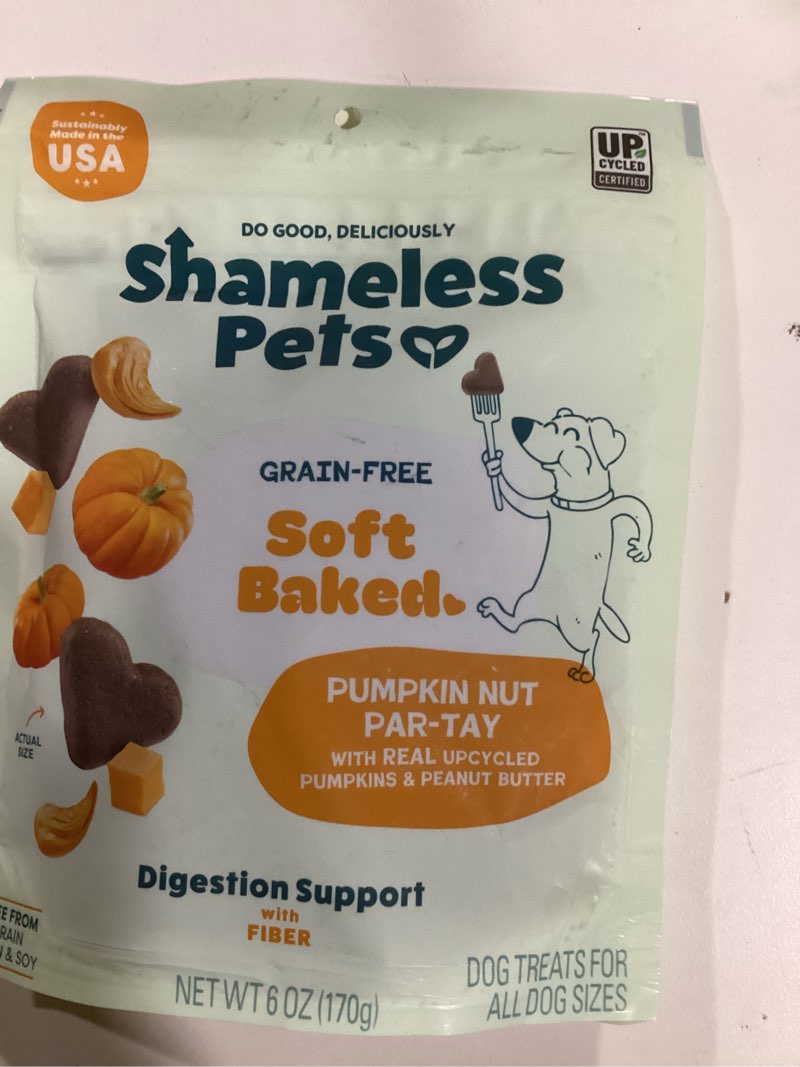 Sustainably
Made in the
USA
UP
CYCLED
CERTIFIED
DO GOOD, DELICIOUSLY
Shameless
Pets
GRAIN-FREE
Soft
Baked
PUMPKIN NUT
PAR-TAY
WITH REAL UPCYCLED
PUMPKINS & PEANUT BUTTER
ACTUAL
SIZE
Digestion Support
with
FIBER
FROM
& SOY
NET WT 6 OZ (170g)
DOG TREATS FOR
ALL DOG SIZES